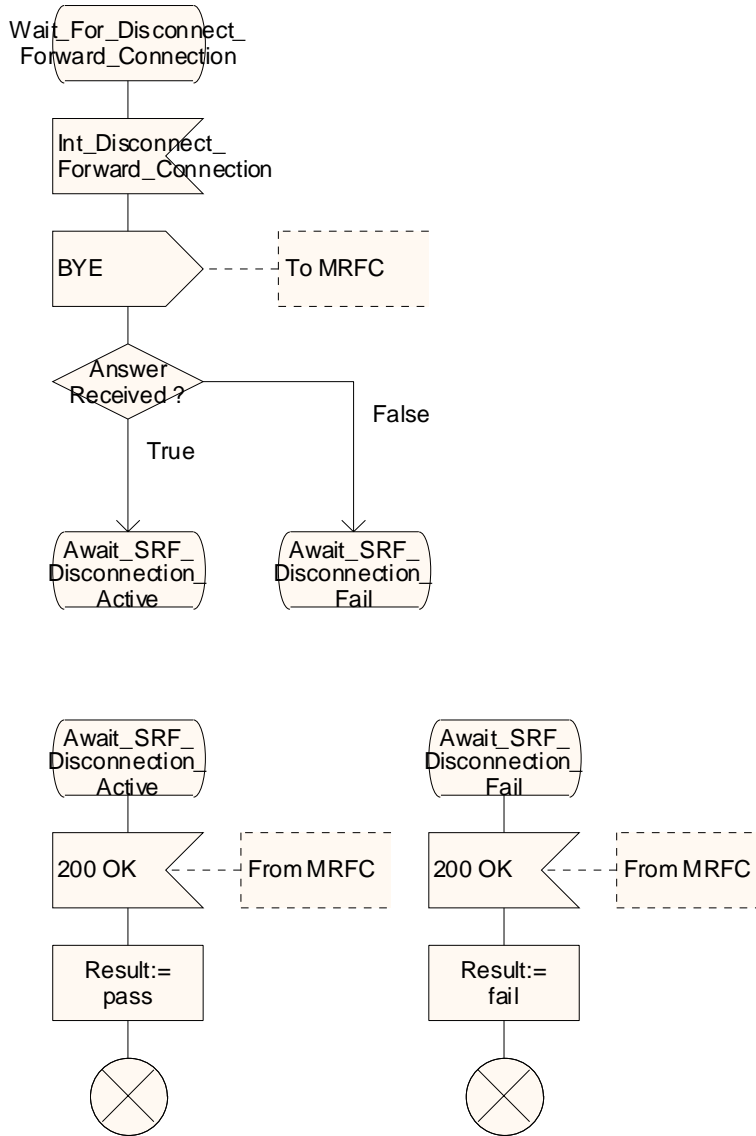 Wait_For_Disconnect_
Forward_Connection
Int_Disconnect_
Forward_Connection
BYE
To MRFC
Answer
Received ?
False
True
Await_SRF_
Disconnection_
Active
Await_SRF_
Disconnection_
Fail
Await_SRF_
Disconnection_
Active
Await_SRF_
Disconnection_
Fail
200 OK
From MRFC
200 OK
From MRFC
Result:=
pass
Result:=
fail